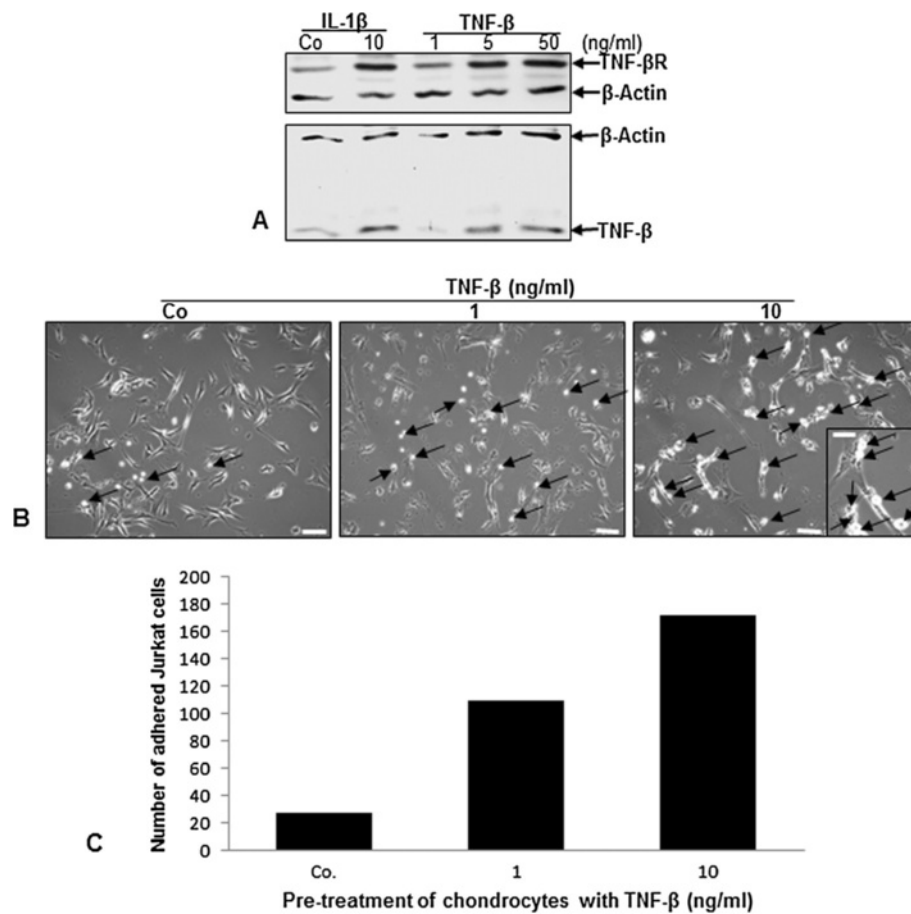 IL-1β TNF-β
Co 10 1 5 50 (ng/ml)
TNF-βR
β-Actin
β-Actin
TNF-β
A
TNF-β (ng/ml)
Co 1 10
B
200
180
160
140
120
100
80
60
40
20
0
Number of adhered Jurkat cells
C
Co. 1 10
Pre-treatment of chondrocytes with TNF-β (ng/ml)